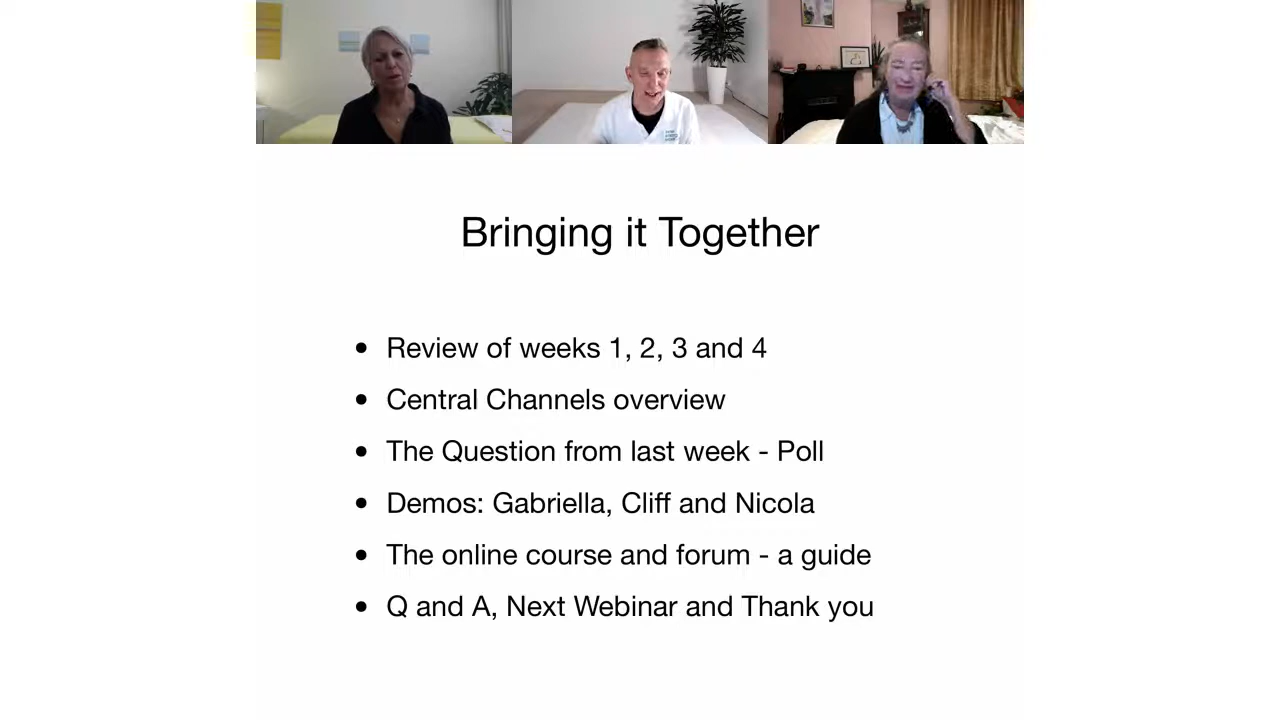 Bringing it Together
• Review of weeks 1, 2, 3 and 4
• Central Channels overview
• The Question from last week - Poll
• Demos: Gabriella, Cliff and Nicola
• The online course and forum - a guide
• Q and A, Next Webinar and Thank you